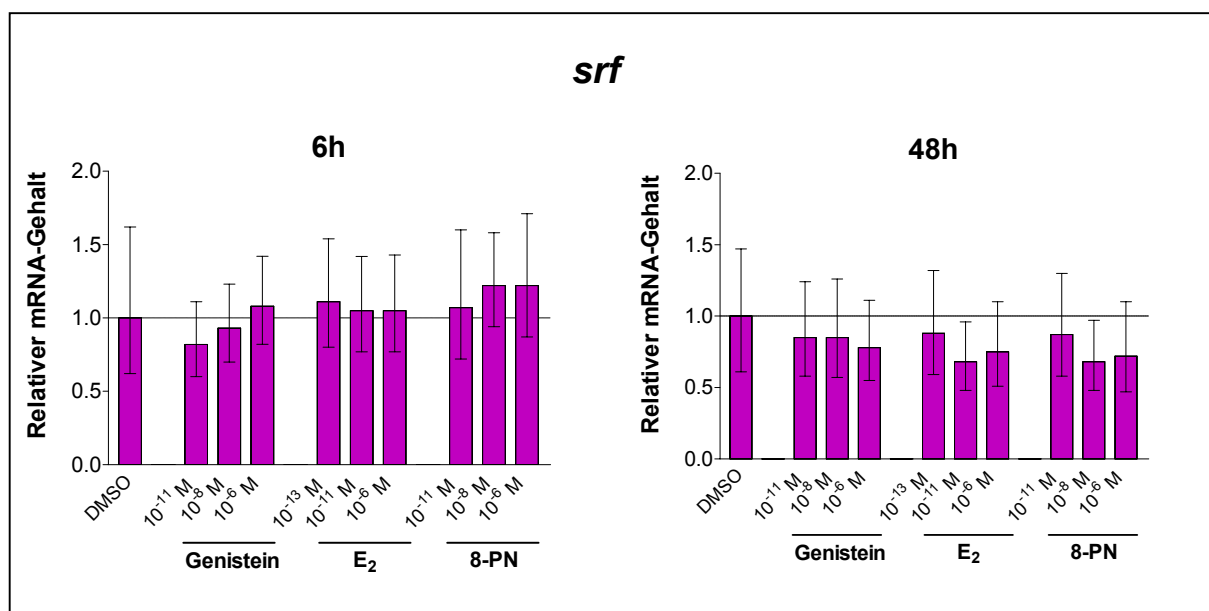 srf
6h
Relativer mRNA-Gehalt
2.0
1.5
1.0
0.5
0.0
DMSO
10⁻¹¹ M
10⁻⁸ M
10⁻⁶ M
10⁻¹³ M
10⁻¹¹ M
10⁻⁶ M
10⁻¹¹ M
10⁻⁸ M
10⁻⁶ M
Genistein
E₂
8-PN
48h
Relativer mRNA-Gehalt
2.0
1.5
1.0
0.5
0.0
DMSO
10⁻¹¹ M
10⁻⁸ M
10⁻⁶ M
10⁻¹³ M
10⁻¹¹ M
10⁻⁶ M
10⁻¹¹ M
10⁻⁸ M
10⁻⁶ M
Genistein
E₂
8-PN